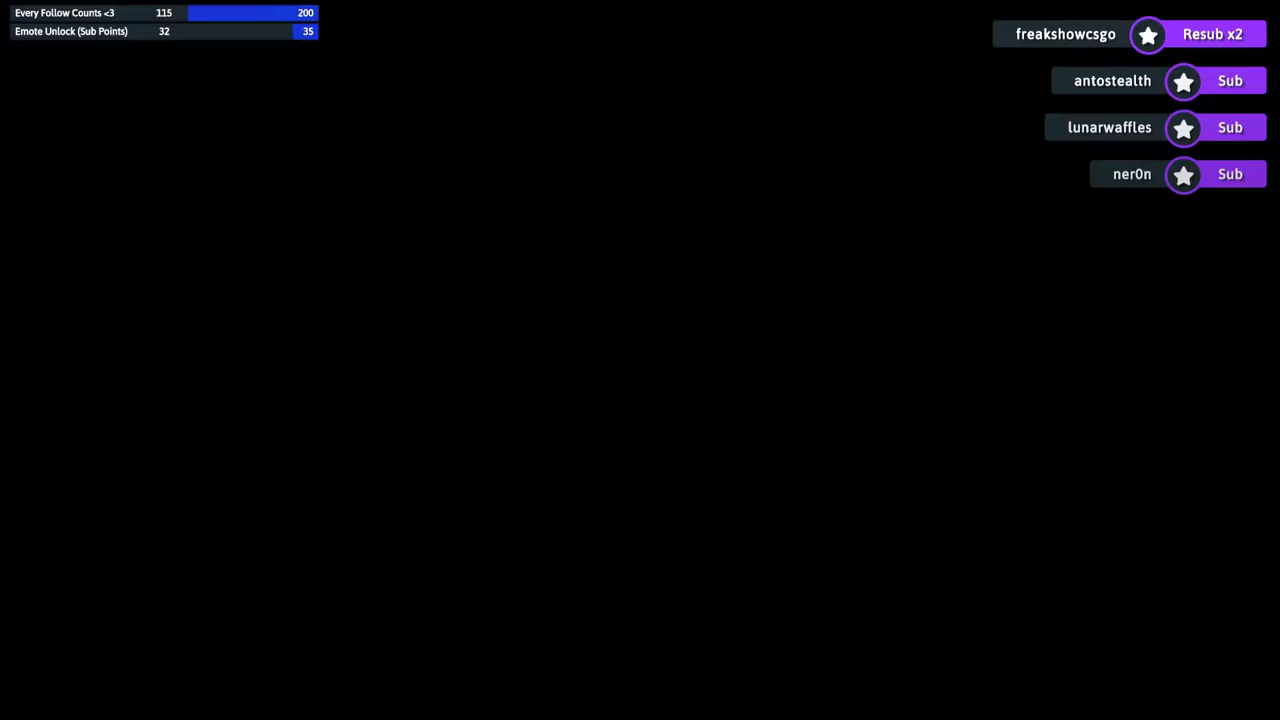 Every Follow Counts <3 115 200
Emote Unlock (Sub Points) 32 35
freakshowcsgo Resub x2
antostealth Sub
lunarwaffles Sub
ner0n Sub